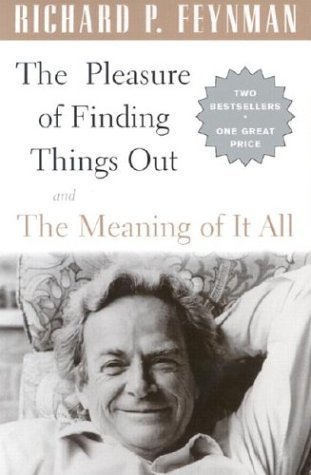 RICHARD P. FEYNMAN
The Pleasure
of Finding
Things Out
and
The Meaning of It All
TWO
BESTSELLERS
•
ONE GREAT
PRICE